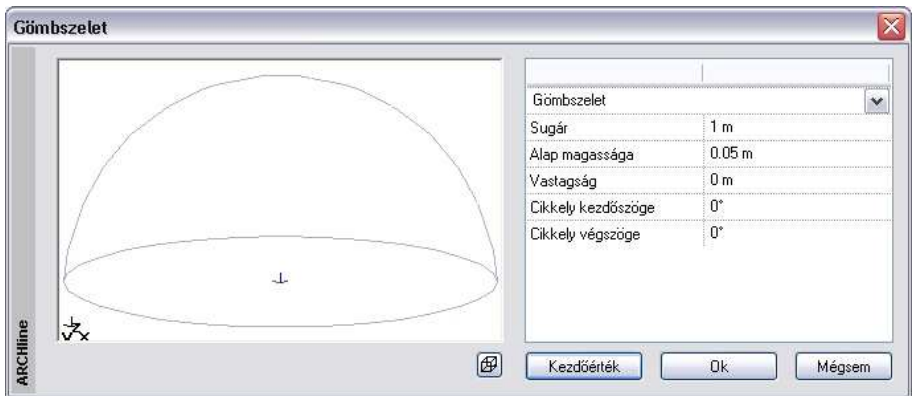 Gömbszelet
Gömbszelet
Sugár 1 m
Alap magassága 0.05 m
Vastagság 0 m
Cikkely kezdőszöge 0°
Cikkely végszöge 0°
ARCHline
Kezdőérték Ok Mégsem